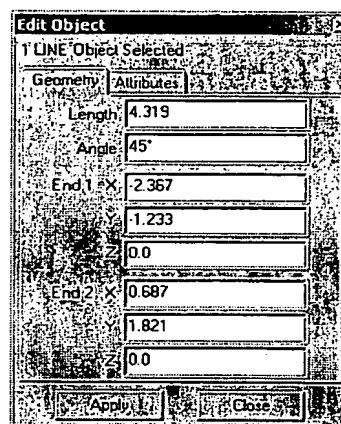 Edit Object
1 LINE Object Selected
Geometry Attributes
Length 4.319
Angle 45°
End 1 X -2.367
Y -1.233
Z 0.0
End 2 X 0.687
Y 1.821
Z 0.0
Apply Close